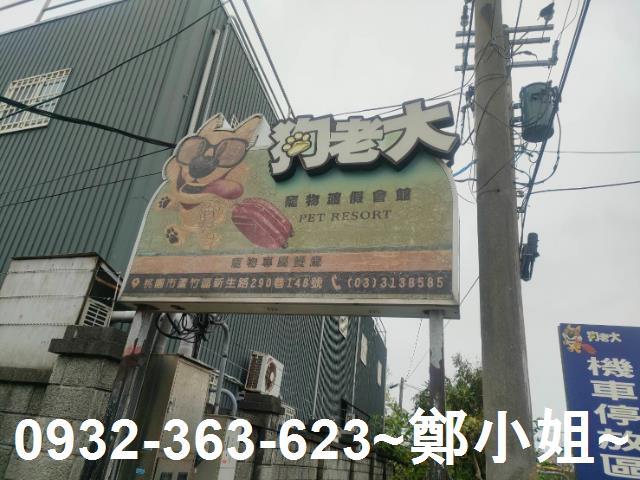 狗老大
寵物渡假會館
PET RESORT
寵物專屬餐廳
桃園市蘆竹區新生路290巷146號 (03)3138585
狗老大
機車停放區
0932-363-623~鄭小姐~